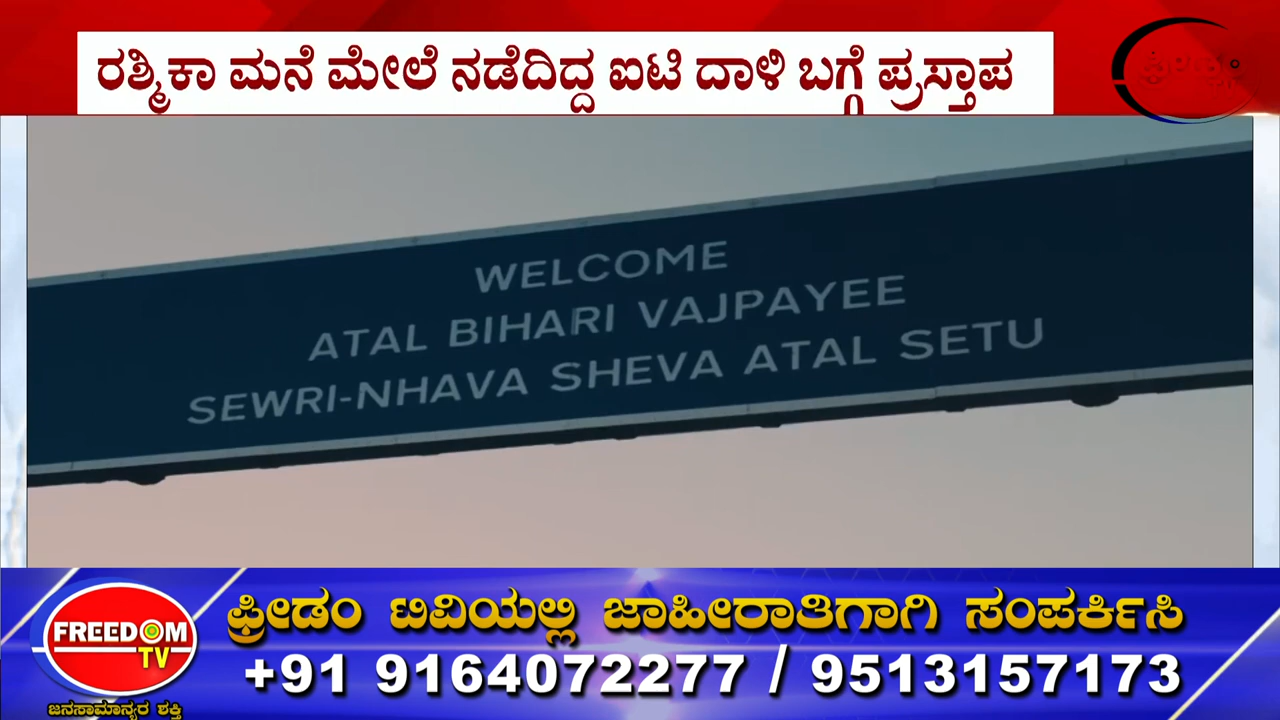 ರಶ್ಮಿಕಾ ಮನೆ ಮೇಲೆ ನಡೆದಿದ್ದ ಐಟಿ ದಾಳಿ ಬಗ್ಗೆ ಪ್ರಸ್ತಾಪ
ಫ್ರೀಡಂ
WELCOME
ATAL BIHARI VAJPAYEE
SEWRI-NHAVA SHEVA ATAL SETU
FREEDOM
TV
ಜನಸಾಮಾನ್ಯರ ಶಕ್ತಿ
ಫ್ರೀಡಂ ಟಿವಿಯಲ್ಲಿ ಜಾಹೀರಾತಿಗಾಗಿ ಸಂಪರ್ಕಿಸಿ
+91 9164072277 / 9513157173